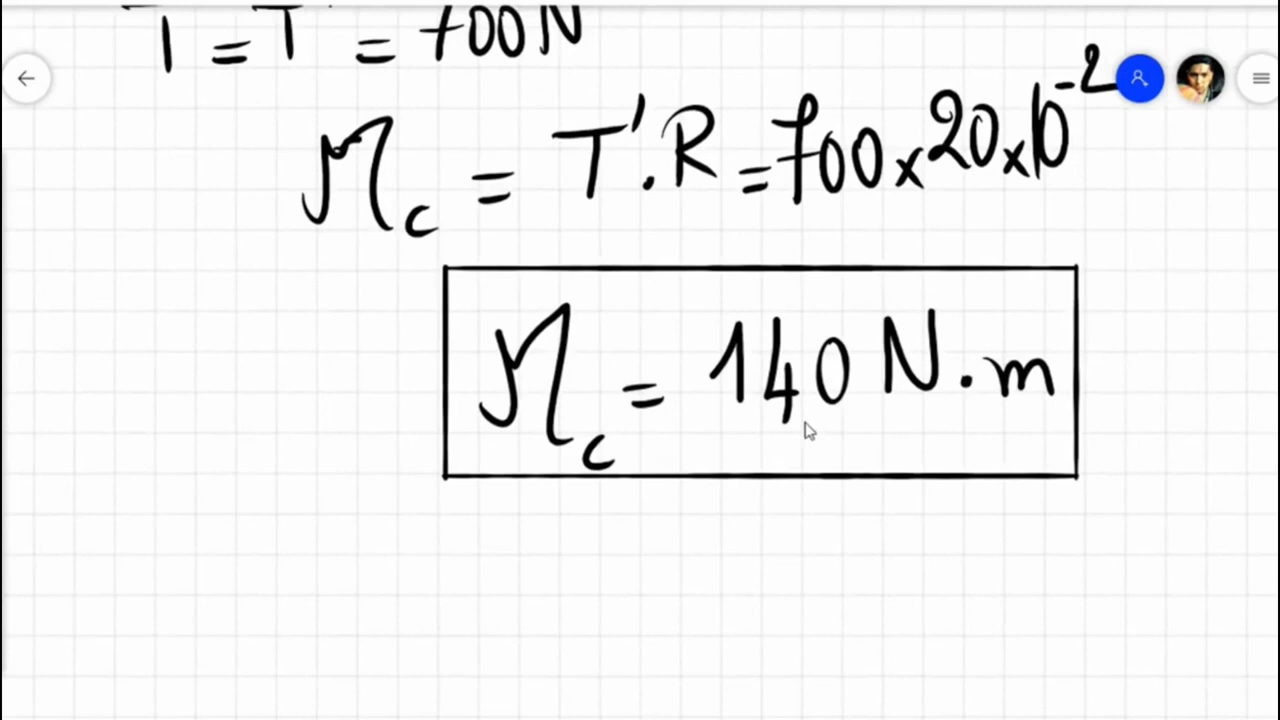 T = T' = 700 N
𝓜c = T'.R = 700 x 20 x 10⁻²
𝓜c = 140 N.m